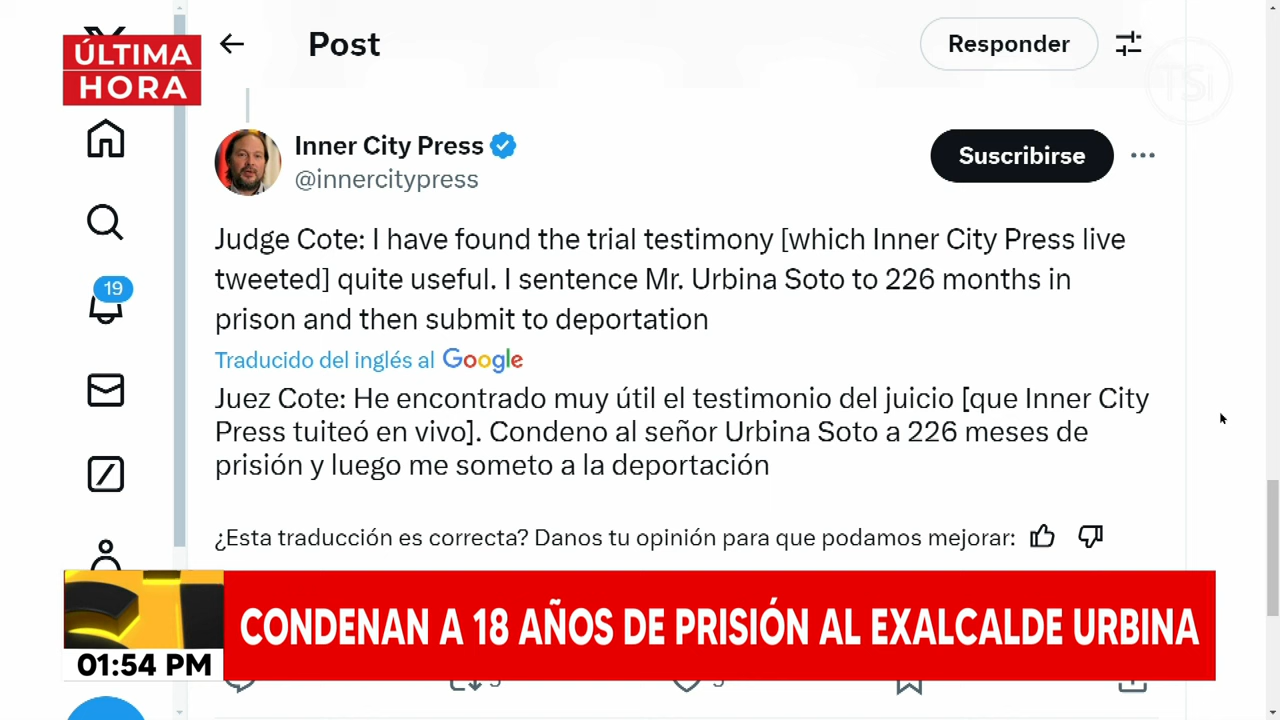 ÚLTIMA
HORA
Post
Responder
TSi
Inner City Press
@innercitypress
Suscribirse
19
Judge Cote: I have found the trial testimony [which Inner City Press live
tweeted] quite useful. I sentence Mr. Urbina Soto to 226 months in
prison and then submit to deportation
Traducido del inglés al Google
Juez Cote: He encontrado muy útil el testimonio del juicio [que Inner City
Press tuiteó en vivo]. Condeno al señor Urbina Soto a 226 meses de
prisión y luego me someto a la deportación
¿Esta traducción es correcta? Danos tu opinión para que podamos mejorar:
CONDENAN A 18 AÑOS DE PRISIÓN AL EXALCALDE URBINA
01:54 PM